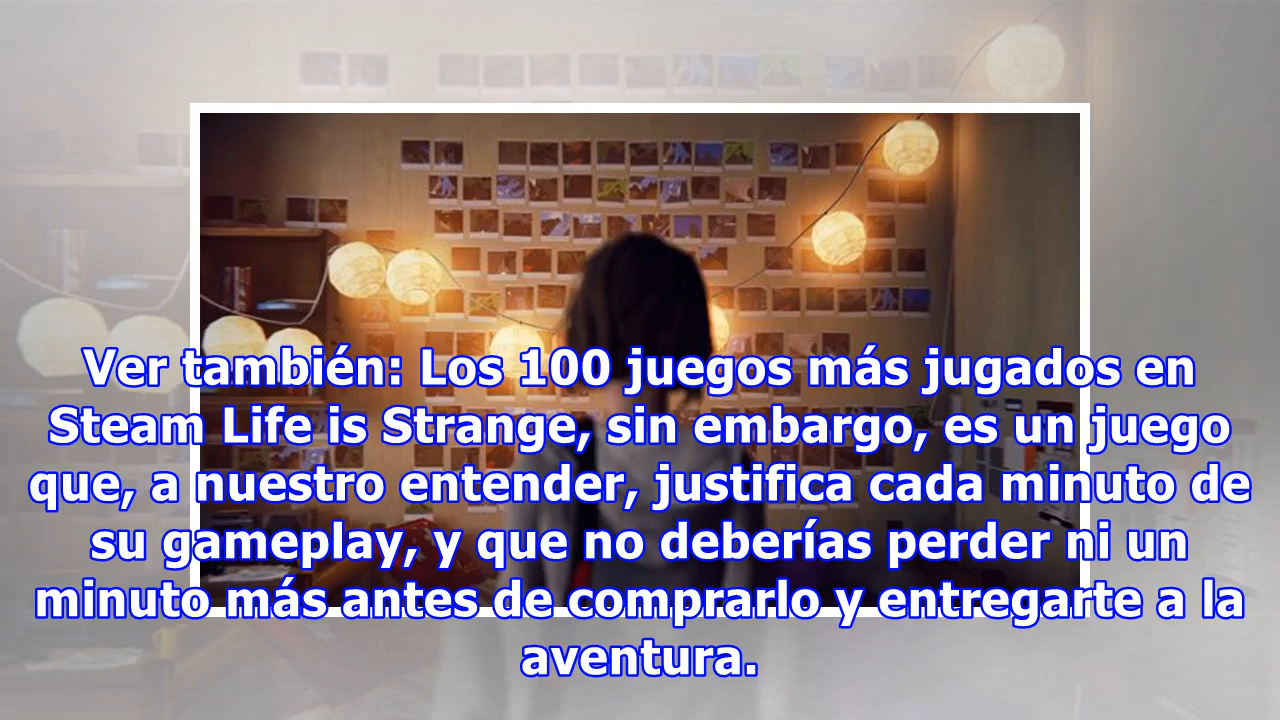 Ver también: Los 100 juegos más jugados en
Steam Life is Strange, sin embargo, es un juego
que, a nuestro entender, justifica cada minuto de
su gameplay, y que no deberías perder ni un
minuto más antes de comprarlo y entregarte a la
aventura.